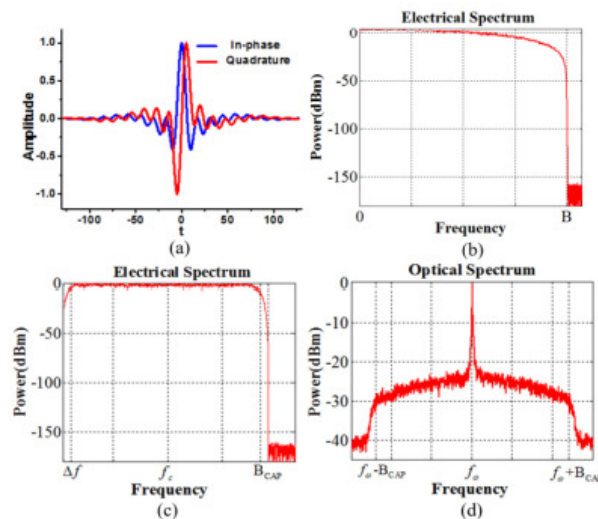 Electrical Spectrum
In-phase
Quadrature
1.0
0.5
0.0
-0.5
-1.0
Amplitude
-100 -50 0 50 100
t
(a)
0
-50
-100
-150
Power(dBm)
0 B
Frequency
(b)
Electrical Spectrum
0
-50
-100
-150
Power(dBm)
Δf f_c B_CAP
Frequency
(c)
Optical Spectrum
0
-10
-20
-30
-40
Power(dBm)
-B_CAP +B_CA
Frequency
(d)